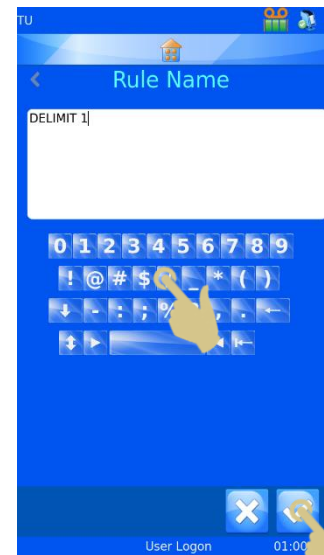 TU
Rule Name
DELIMIT 1
0 1 2 3 4 5 6 7 8 9
! @ # $ _ * ( )
- : ; % , .
User Logon 01:00